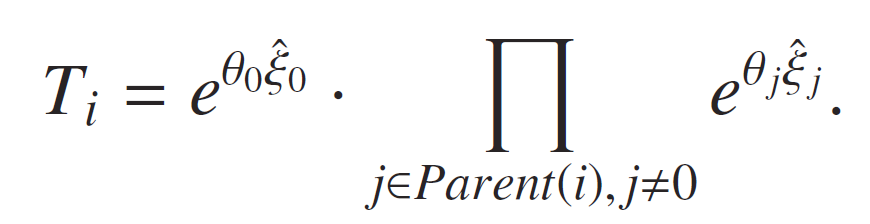 T_i = e^{θ_0 \hat{ξ}_0} · ∏_{j∈Parent(i), j≠0} e^{θ_j \hat{ξ}_j}.